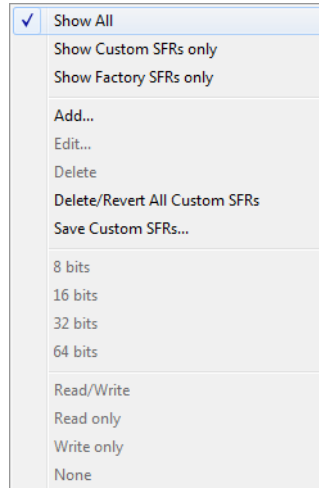 Show All
Show Custom SFRs only
Show Factory SFRs only
Add...
Edit...
Delete
Delete/Revert All Custom SFRs
Save Custom SFRs...
8 bits
16 bits
32 bits
64 bits
Read/Write
Read only
Write only
None